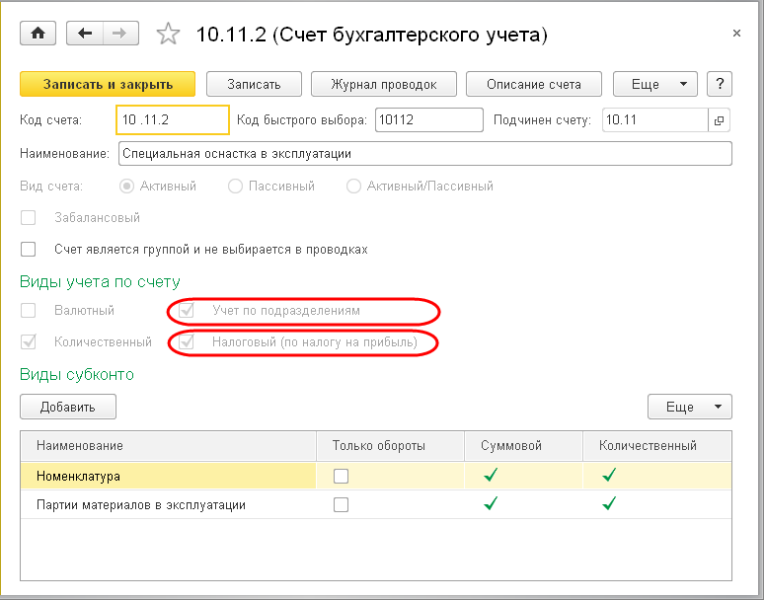 10.11.2 (Счет бухгалтерского учета)
Записать и закрыть Записать Журнал проводок Описание счета Еще ?
Код счета: 10 .11.2 Код быстрого выбора: 10112 Подчинен счету: 10.11
Наименование: Специальная оснастка в эксплуатации
Вид счета: Активный Пассивный Активный/Пассивный
Забалансовый
Счет является группой и не выбирается в проводках
Виды учета по счету
Валютный Учет по подразделениям
Количественный Налоговый (по налогу на прибыль)
Виды субконто
Добавить Еще
Наименование Только обороты Суммовой Количественный
Номенклатура
Партии материалов в эксплуатации